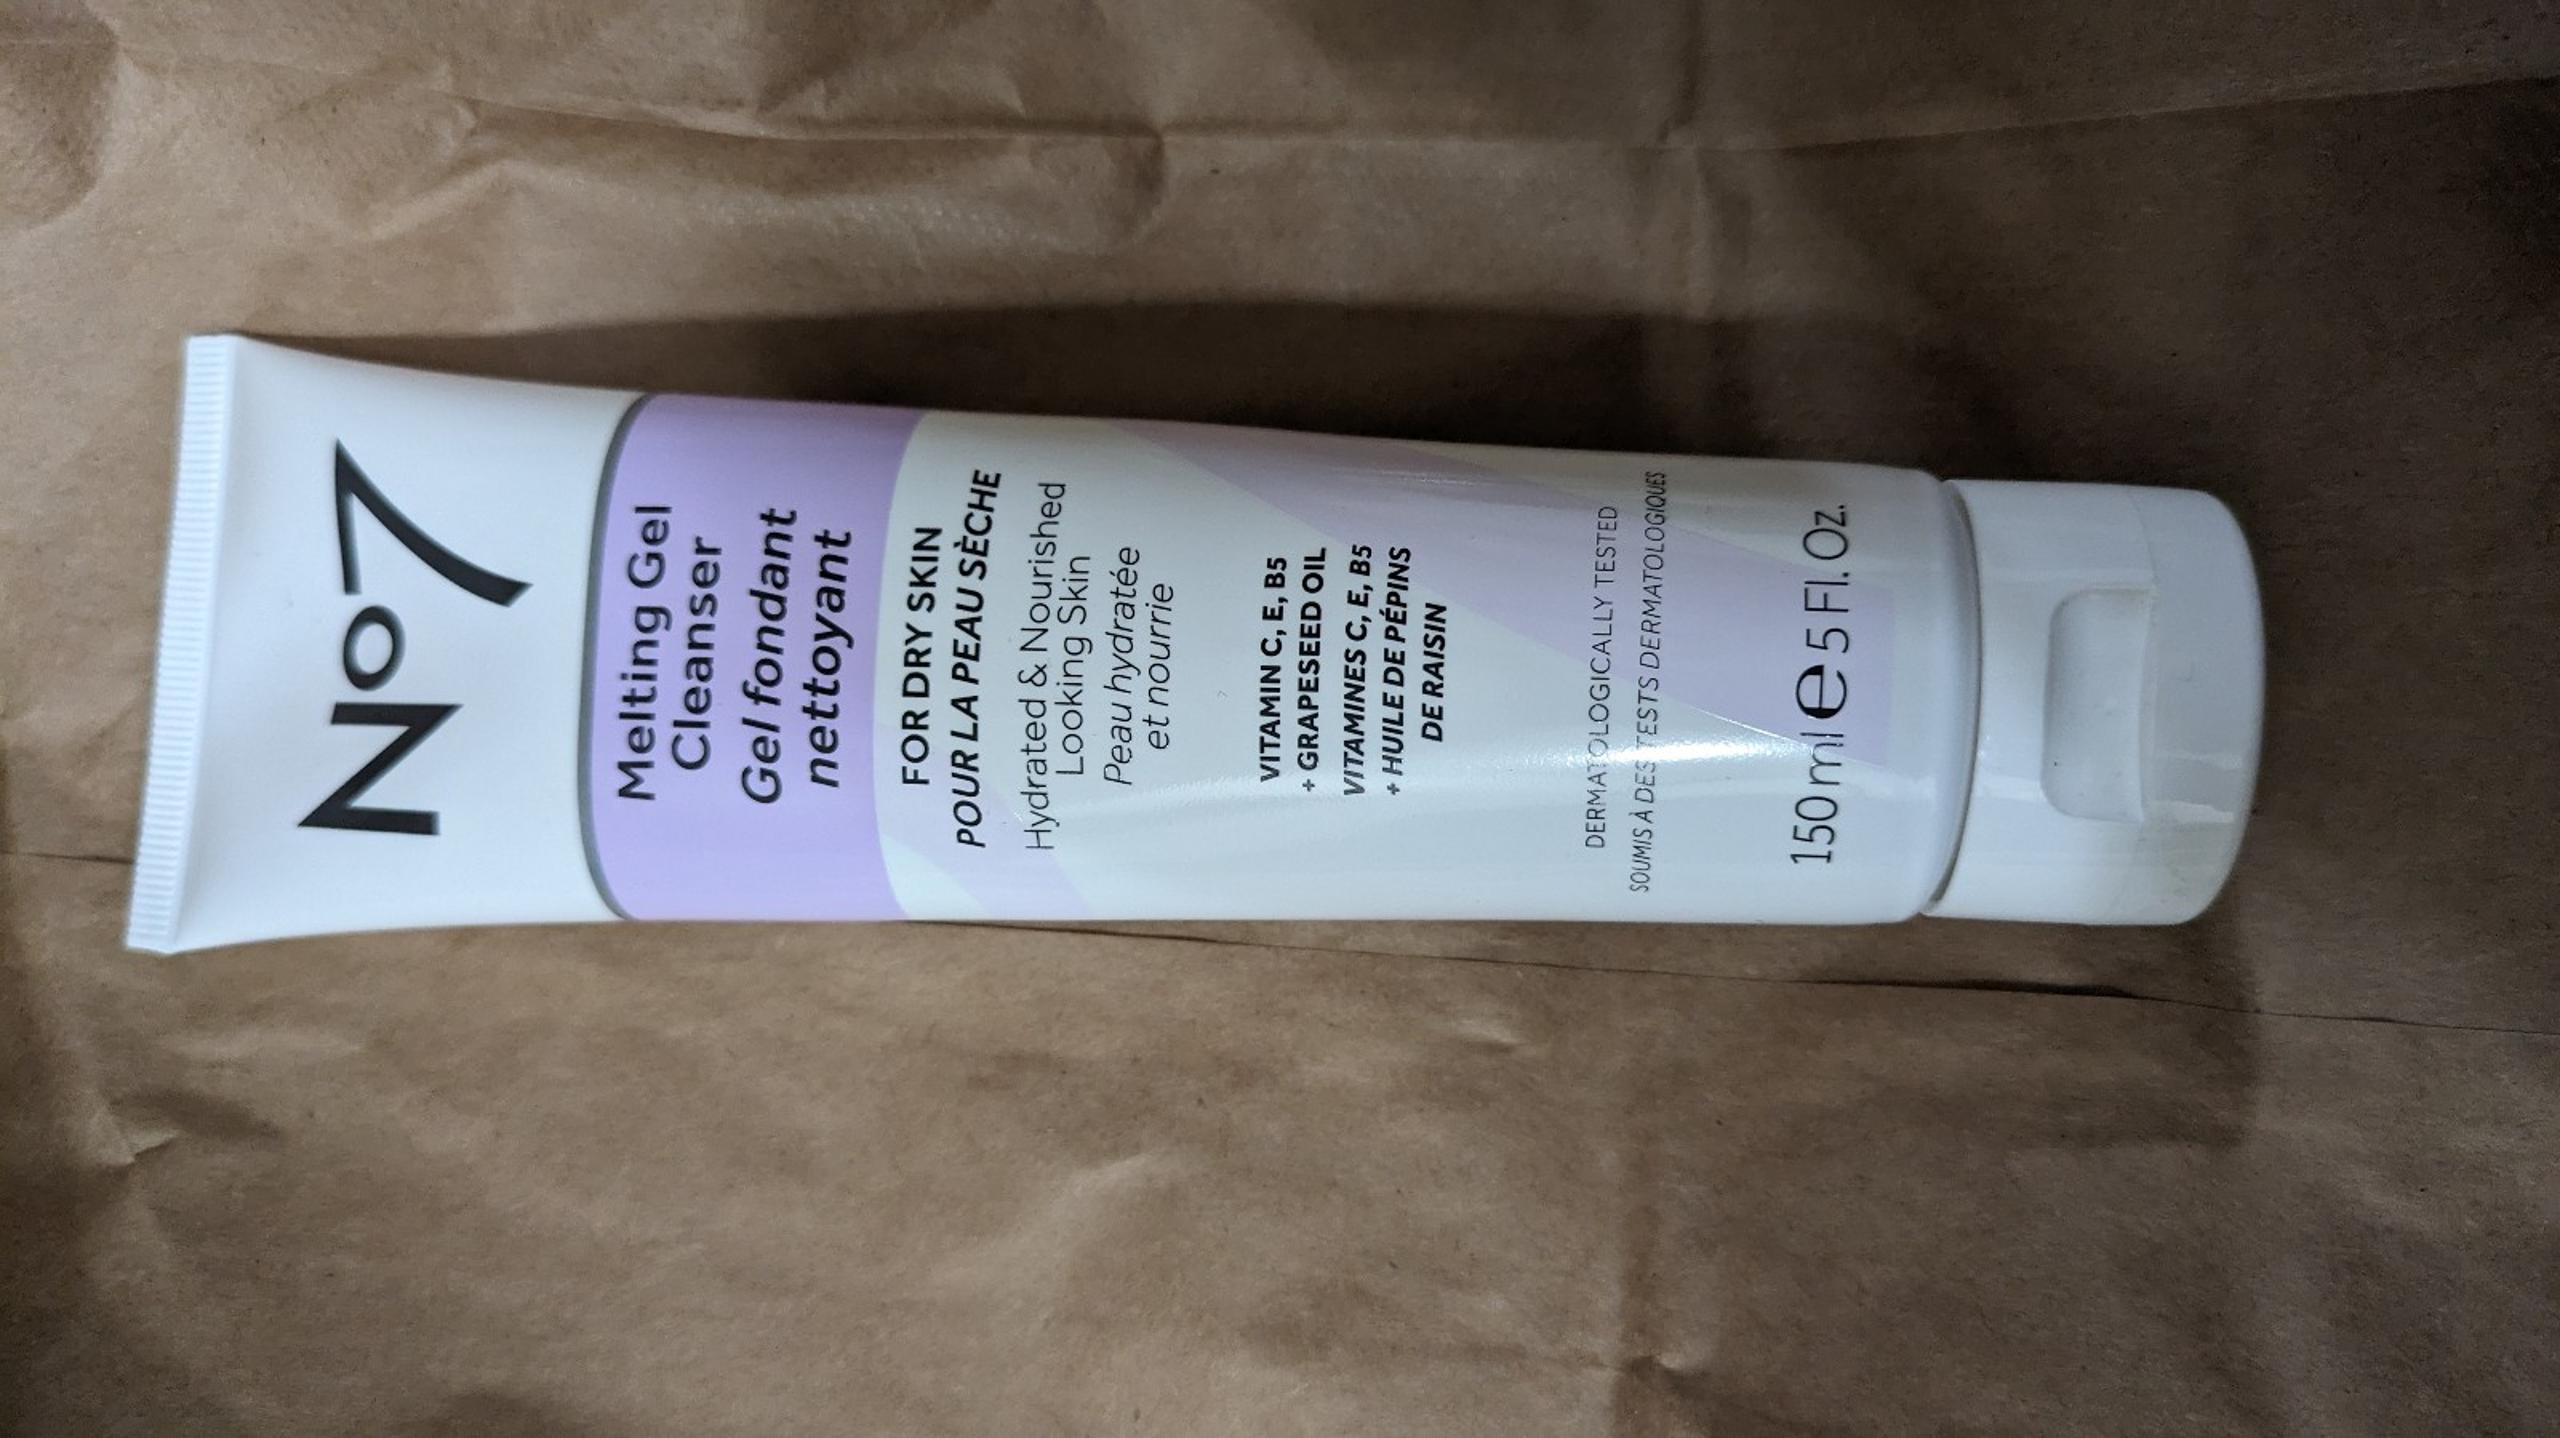 No7
Melting Gel
Cleanser
Gel fondant
nettoyant
FOR DRY SKIN
POUR LA PEAU SÈCHE
Hydrated & Nourished
Looking Skin
Peau hydratée
et nourrie
VITAMIN C, E, B5
+ GRAPESEED OIL
VITAMINES C, E, B5
+ HUILE DE PÉPINS
DE RAISIN
DERMATOLOGICALLY TESTED
SOUMIS À DES TESTS DERMATOLOGIQUES
150 ml ℮ 5 Fl. Oz.